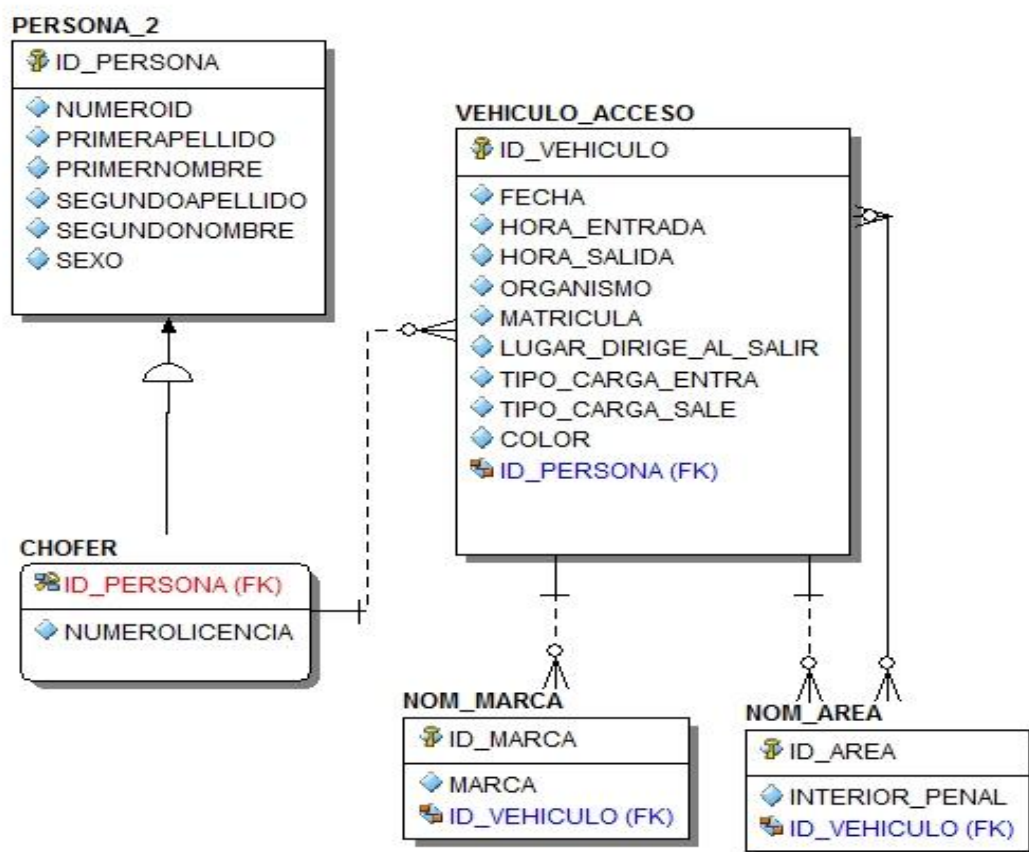 PERSONA_2
ID_PERSONA
NUMEROID
PRIMERAPELLIDO
PRIMERNOMBRE
SEGUNDOAPELLIDO
SEGUNDONOMBRE
SEXO
VEHICULO_ACCESO
ID_VEHICULO
FECHA
HORA_ENTRADA
HORA_SALIDA
ORGANISMO
MATRICULA
LUGAR_DIRIGE_AL_SALIR
TIPO_CARGA_ENTRA
TIPO_CARGA_SALE
COLOR
ID_PERSONA (FK)
CHOFER
ID_PERSONA (FK)
NUMEROLICENCIA
NOM_MARCA
ID_MARCA
MARCA
ID_VEHICULO (FK)
NOM_AREA
ID_AREA
INTERIOR_PENAL
ID_VEHICULO (FK)